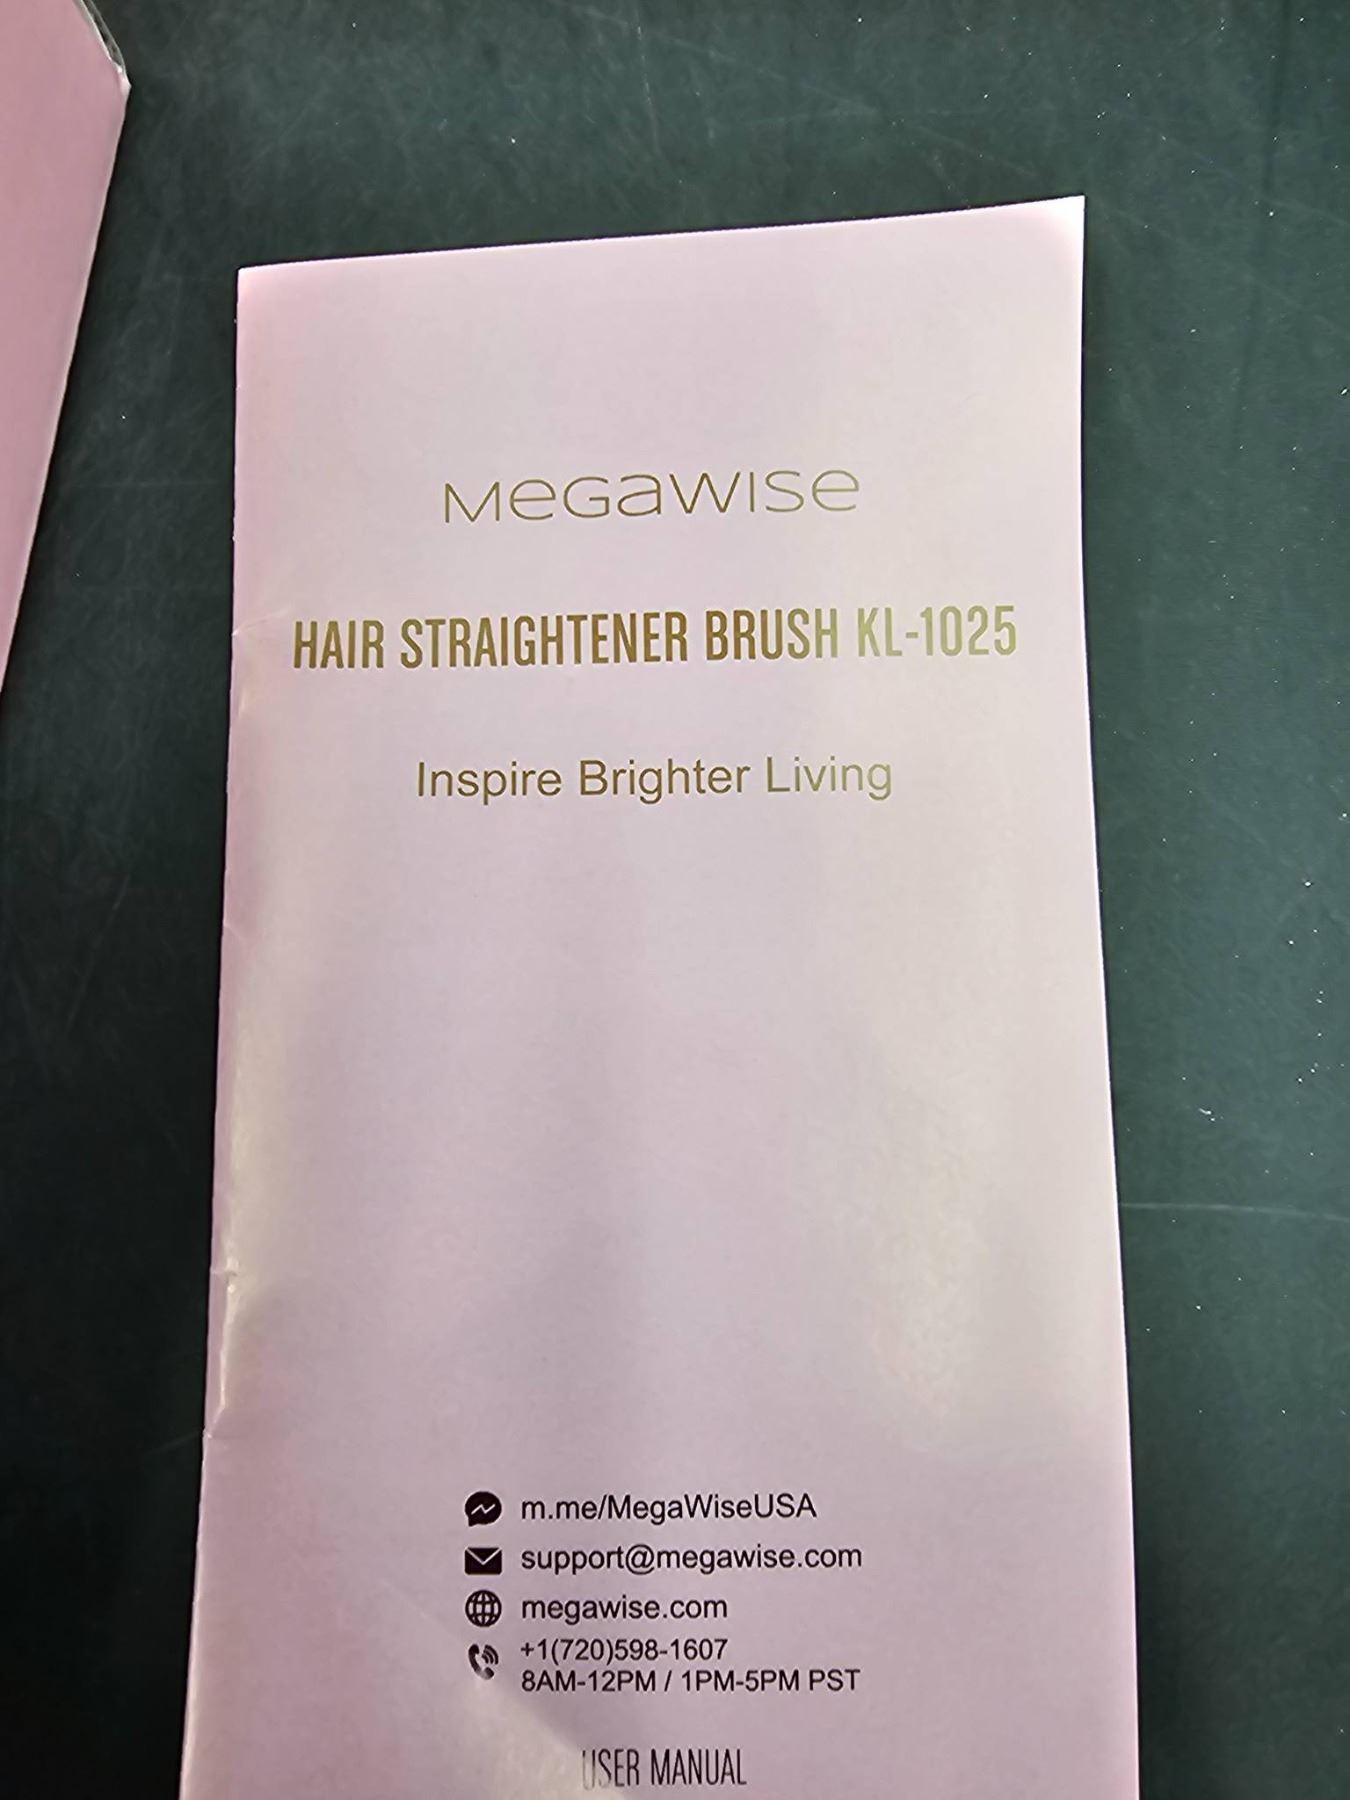 MEGAWISE
HAIR STRAIGHTENER BRUSH KL-1025
Inspire Brighter Living
m.me/MegaWiseUSA
support@megawise.com
megawise.com
+1(720)598-1607
8AM-12PM / 1PM-5PM PST
USER MANUAL